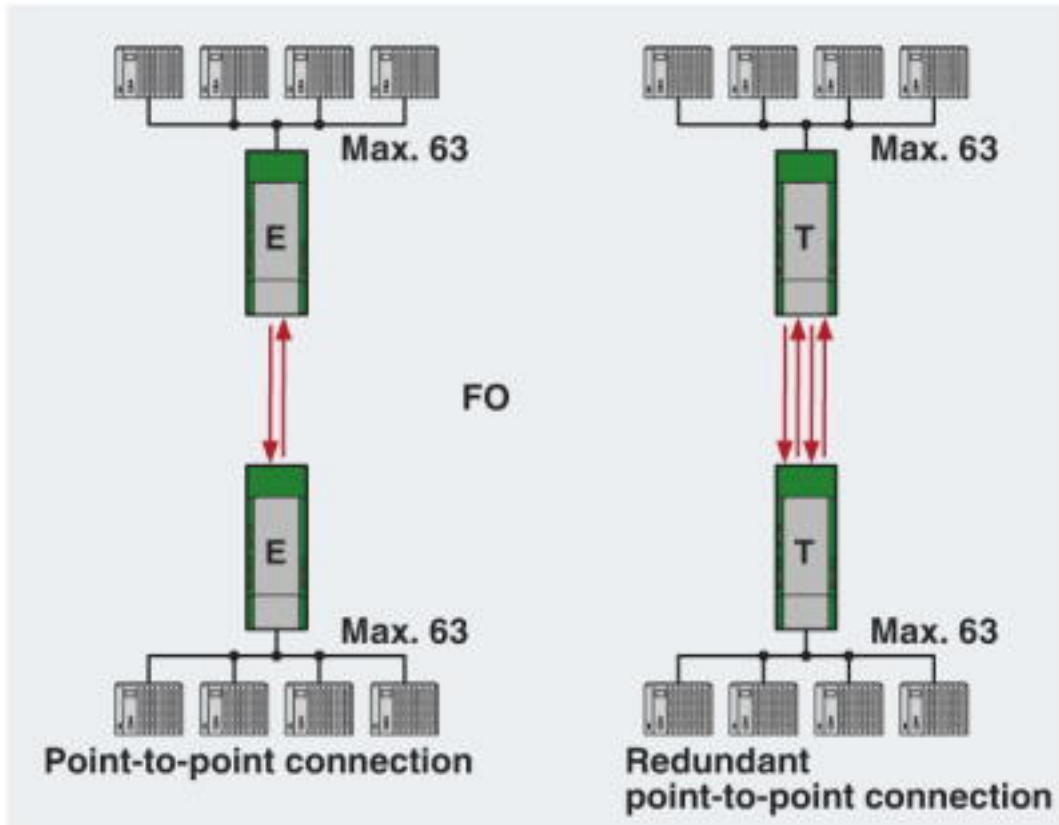 Max. 63
Max. 63
E
T
FO
E
T
Max. 63
Max. 63
Point-to-point connection
Redundant
point-to-point connection